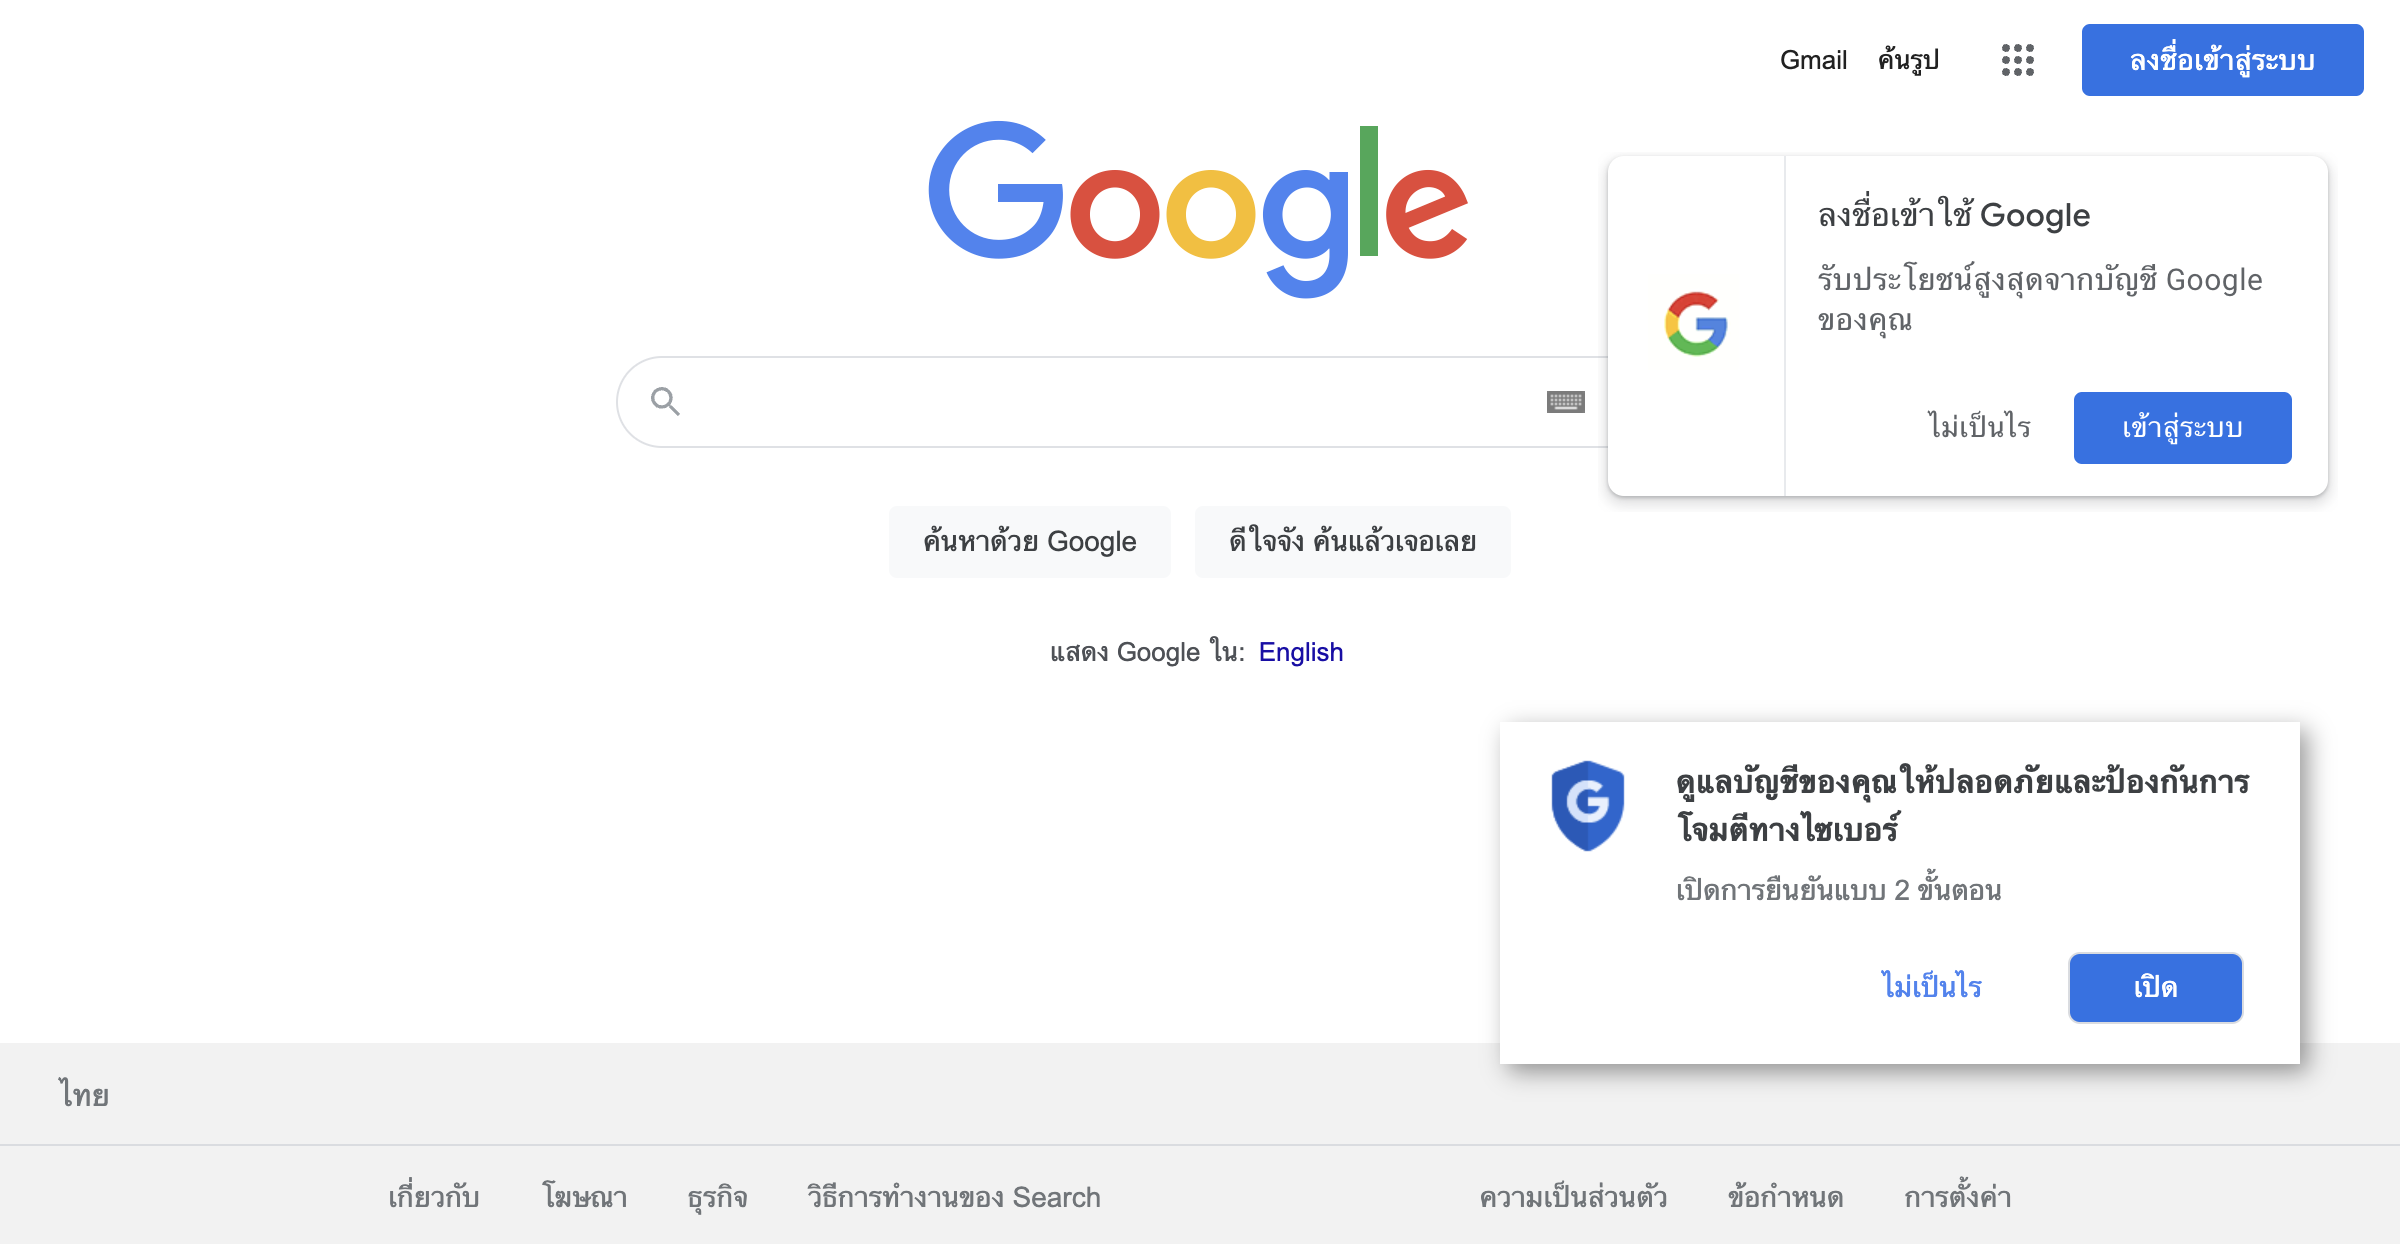 Gmail ค้นรูป ลงชื่อเข้าสู่ระบบ
Google
ลงชื่อเข้าใช้ Google
รับประโยชน์สูงสุดจากบัญชี Google
ของคุณ
ไม่เป็นไร เข้าสู่ระบบ
ค้นหาด้วย Google ดีใจจัง ค้นแล้วเจอเลย
แสดง Google ใน: English
ดูแลบัญชีของคุณให้ปลอดภัยและป้องกันการ
โจมตีทางไซเบอร์
เปิดการยืนยันแบบ 2 ขั้นตอน
ไม่เป็นไร เปิด
ไทย
เกี่ยวกับ โฆษณา ธุรกิจ วิธีการทำงานของ Search ความเป็นส่วนตัว ข้อกำหนด การตั้งค่า